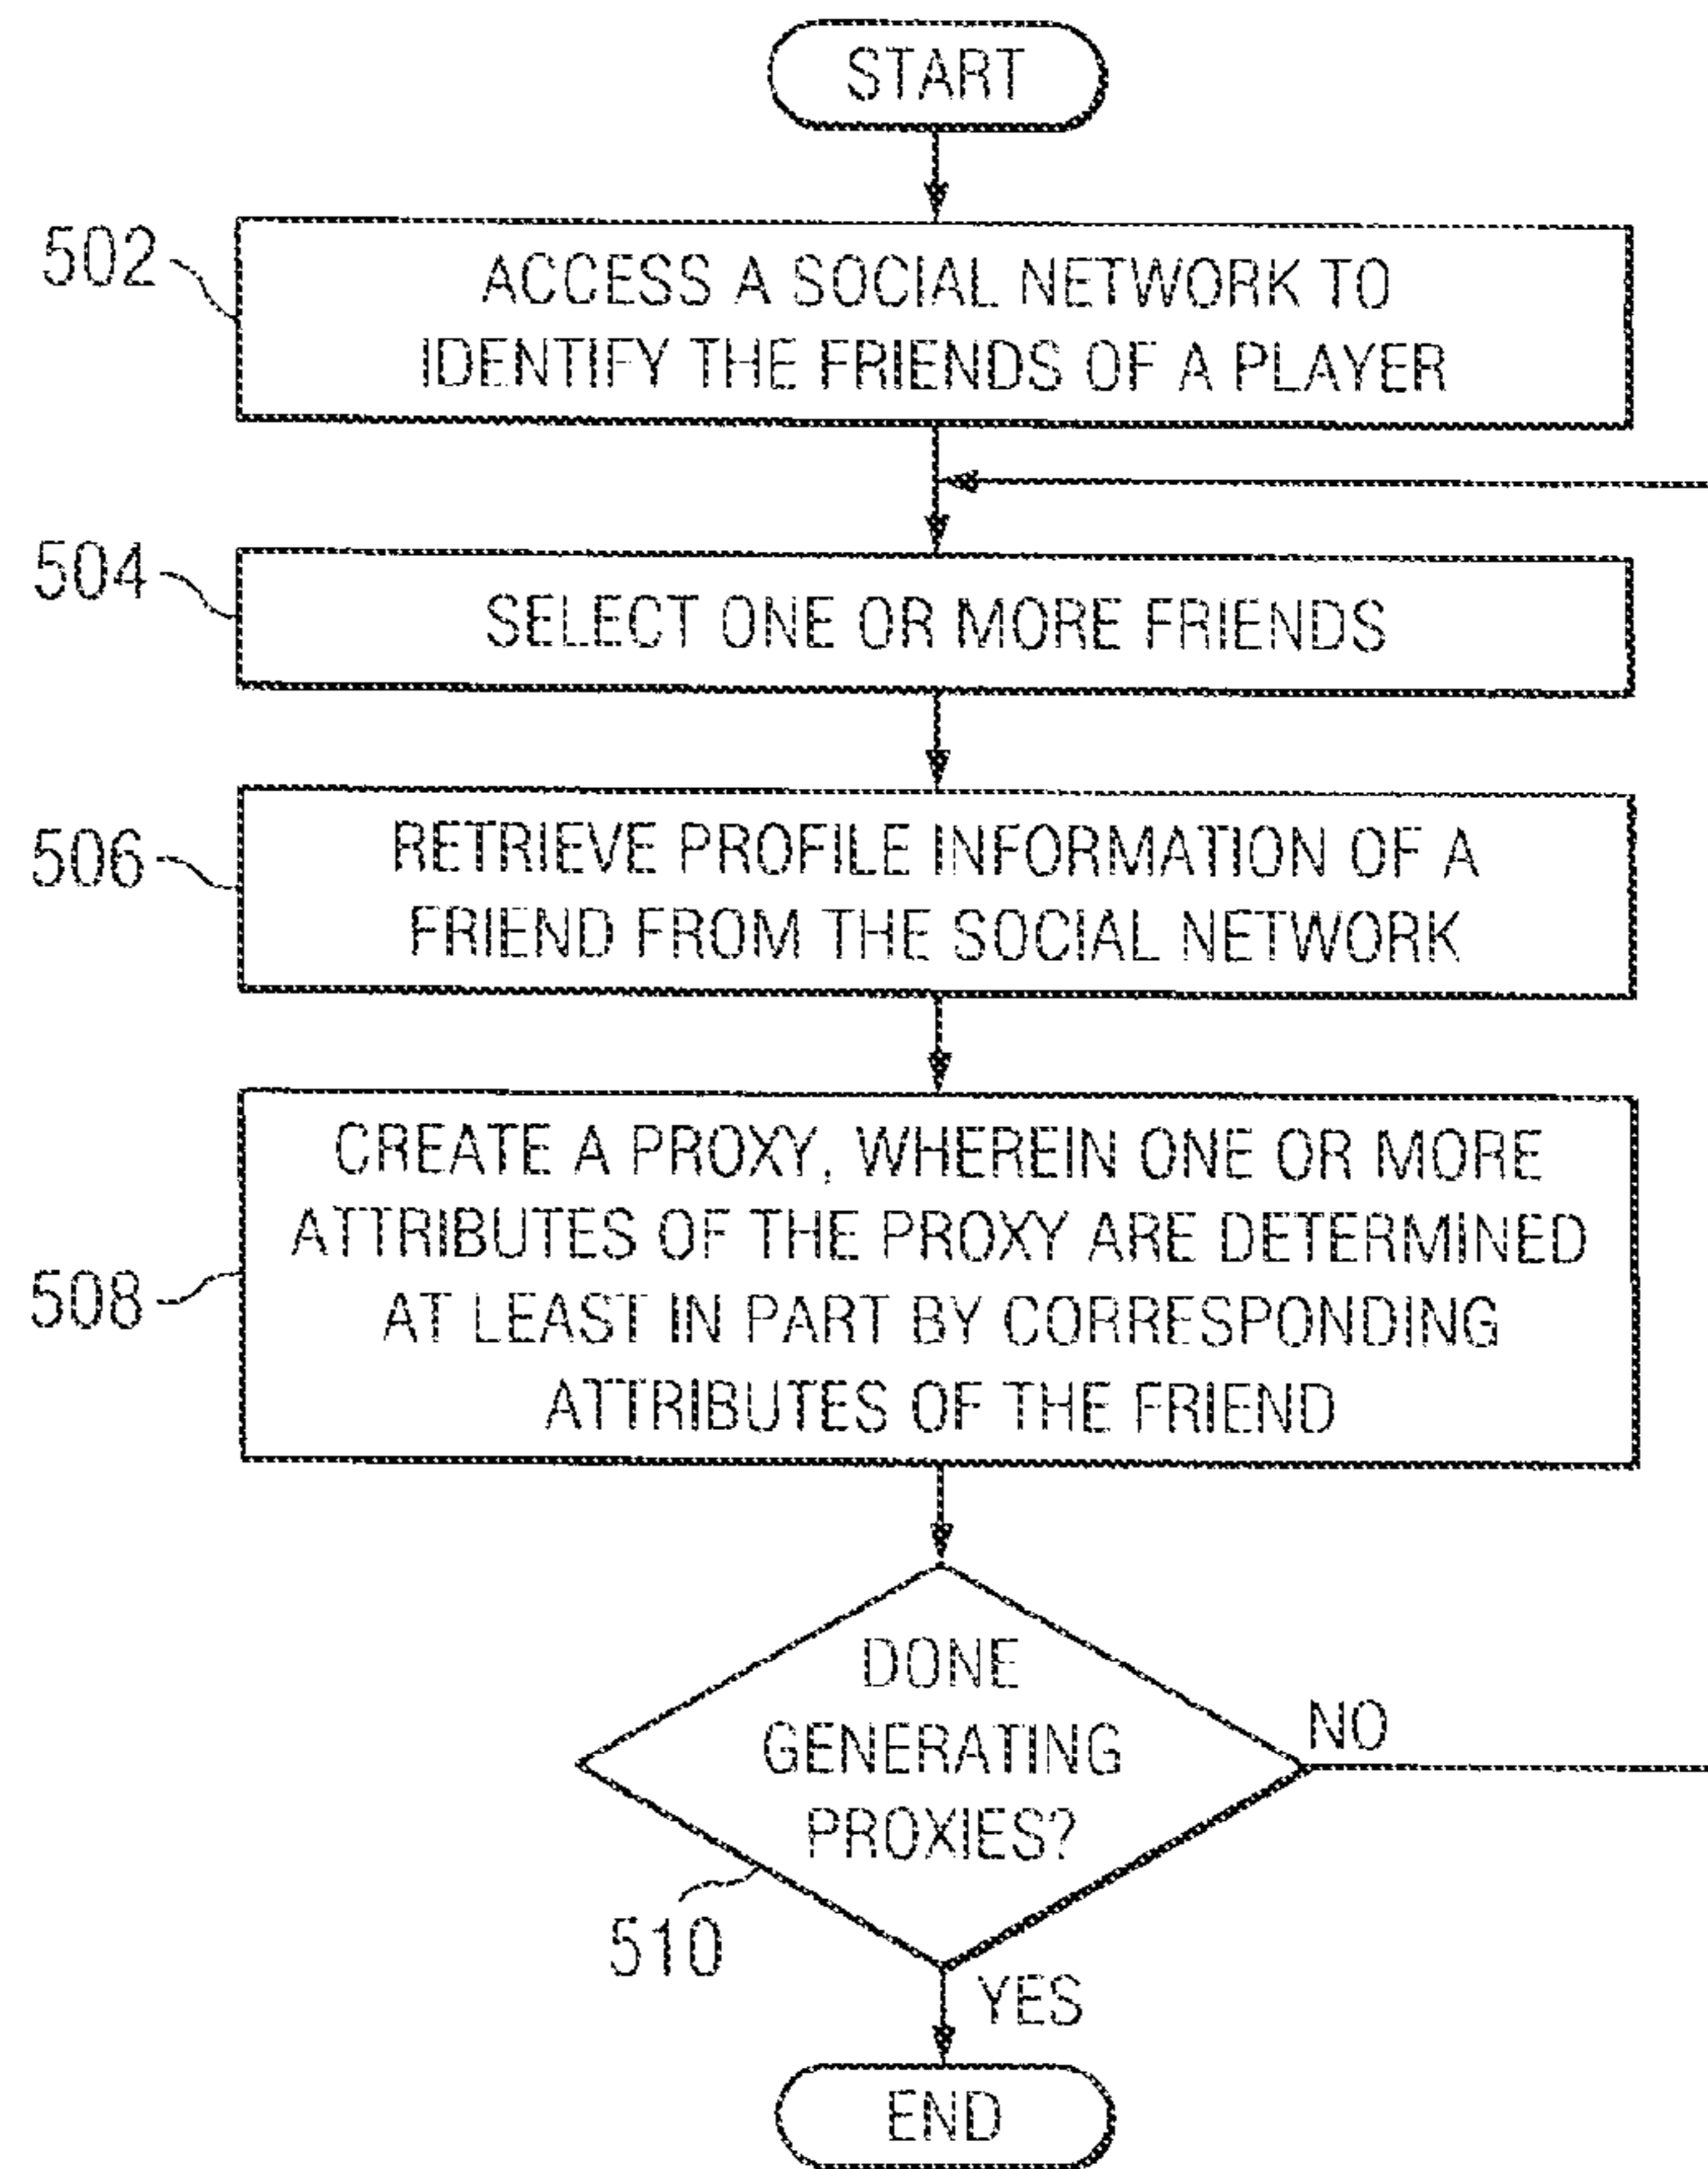 START
502
ACCESS A SOCIAL NETWORK TO
IDENTIFY THE FRIENDS OF A PLAYER
504
SELECT ONE OR MORE FRIENDS
506
RETRIEVE PROFILE INFORMATION OF A
FRIEND FROM THE SOCIAL NETWORK
508
CREATE A PROXY, WHEREIN ONE OR MORE
ATTRIBUTES OF THE PROXY ARE DETERMINED
AT LEAST IN PART BY CORRESPONDING
ATTRIBUTES OF THE FRIEND
DONE
GENERATING
PROXIES?
NO
510
YES
END